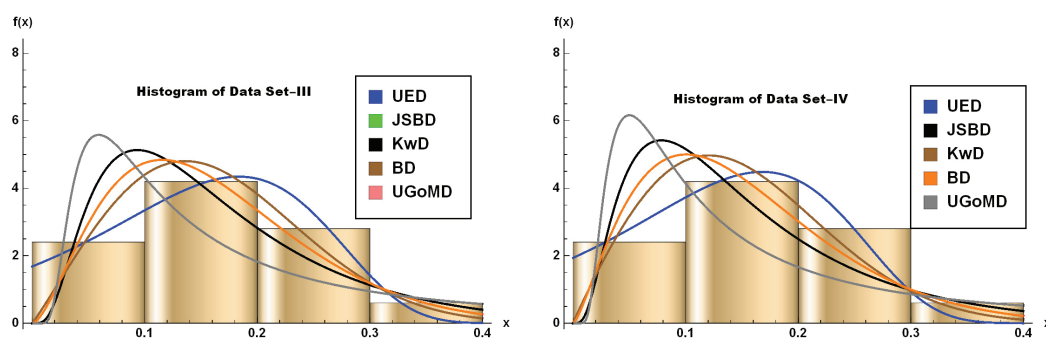 f(x)
8
6
4
2
0
0.1
0.2
0.3
0.4
x
Histogram of Data Set–III
UED
JSBD
KwD
BD
UGoMD
f(x)
8
6
4
2
0
0.1
0.2
0.3
0.4
x
Histogram of Data Set–IV
UED
JSBD
KwD
BD
UGoMD